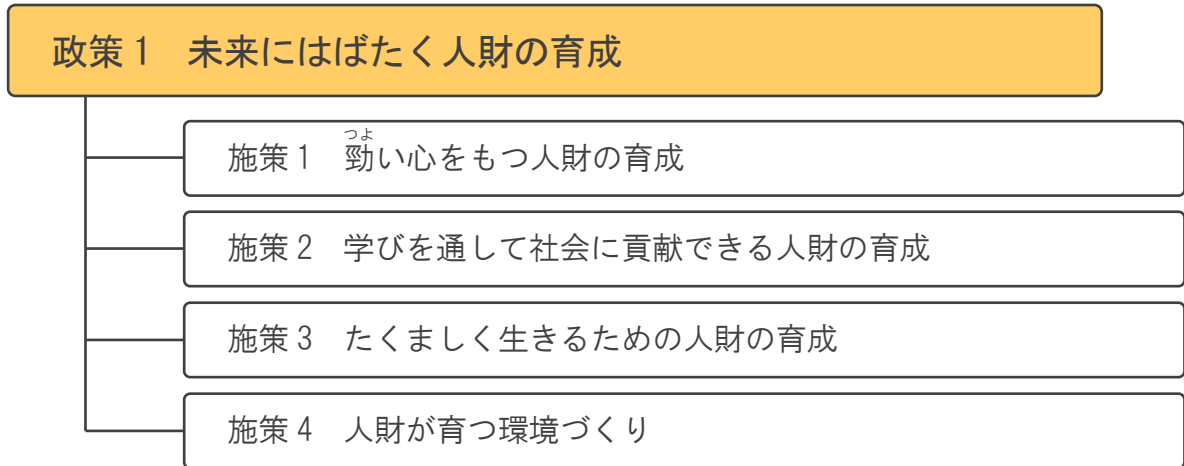 政策1　未来にはばたく人財の育成
つよ
施策1　勁い心をもつ人財の育成
施策2　学びを通して社会に貢献できる人財の育成
施策3　たくましく生きるための人財の育成
施策4　人財が育つ環境づくり